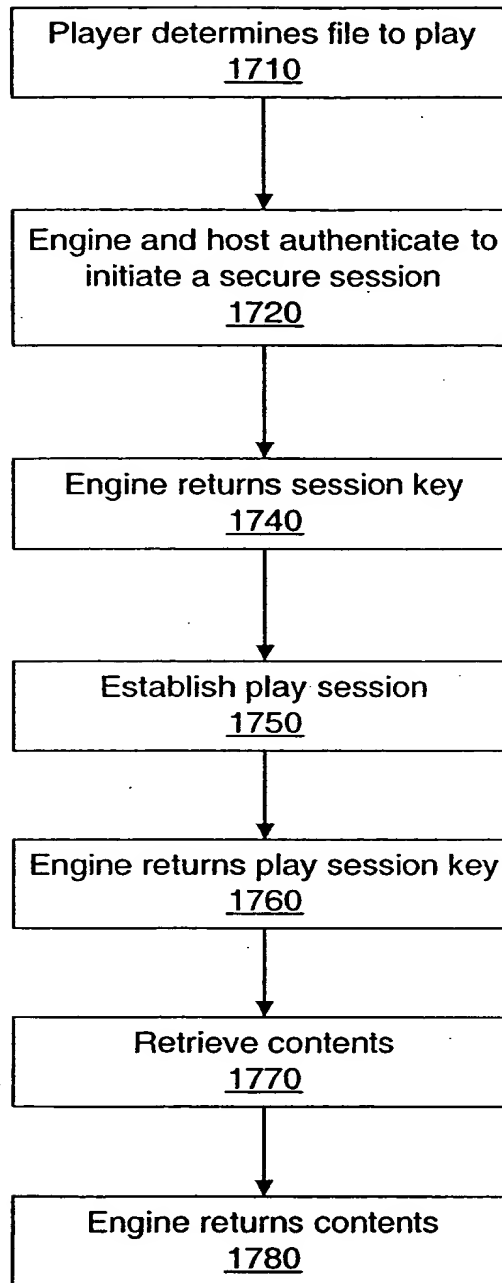 Player determines file to play
1710
Engine and host authenticate to
initiate a secure session
1720
Engine returns session key
1740
Establish play session
1750
Engine returns play session key
1760
Retrieve contents
1770
Engine returns contents
1780